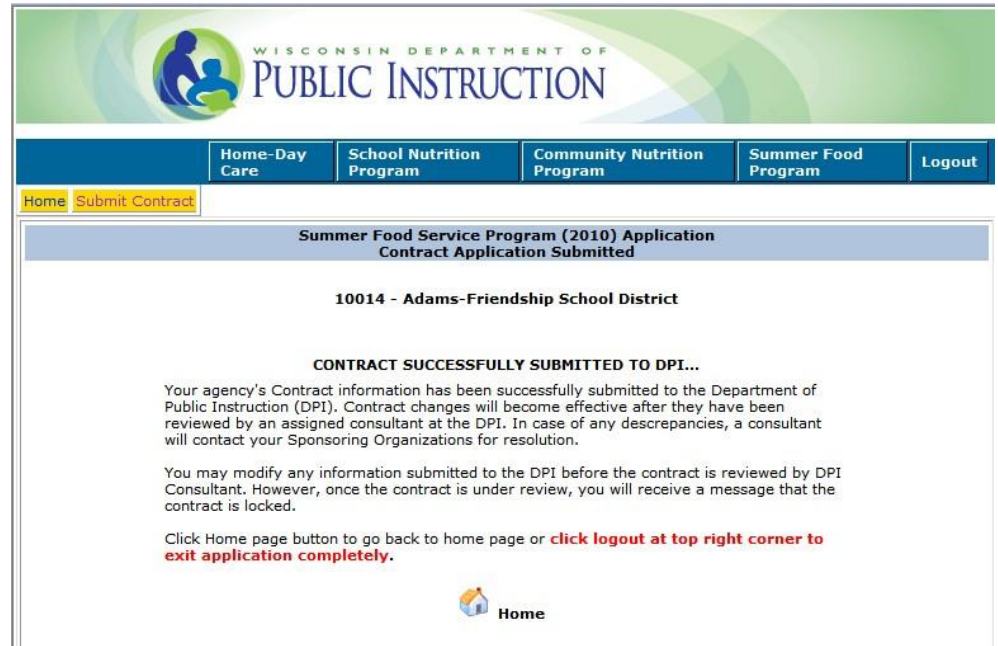 WISCONSIN DEPARTMENT OF
PUBLIC INSTRUCTION
Home-Day Care
School Nutrition Program
Community Nutrition Program
Summer Food Program
Logout
Home Submit Contract
Summer Food Service Program (2010) Application
Contract Application Submitted
10014 - Adams-Friendship School District
CONTRACT SUCCESSFULLY SUBMITTED TO DPI...
Your agency's Contract information has been successfully submitted to the Department of
Public Instruction (DPI). Contract changes will become effective after they have been
reviewed by an assigned consultant at the DPI. In case of any descrepancies, a consultant
will contact your Sponsoring Organizations for resolution.
You may modify any information submitted to the DPI before the contract is reviewed by DPI
Consultant. However, once the contract is under review, you will receive a message that the
contract is locked.
Click Home page button to go back to home page or click logout at top right corner to
exit application completely.
Home